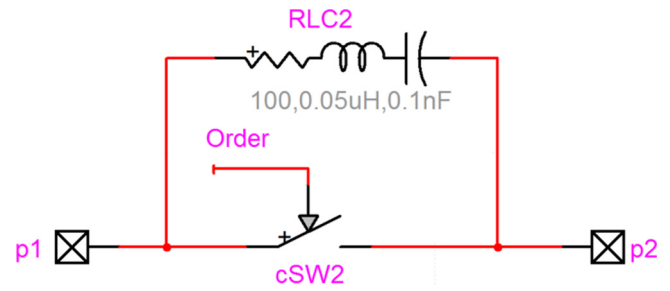 RLC2
+
100,0.05uH,0.1nF
Order
p1
+
p2
cSW2